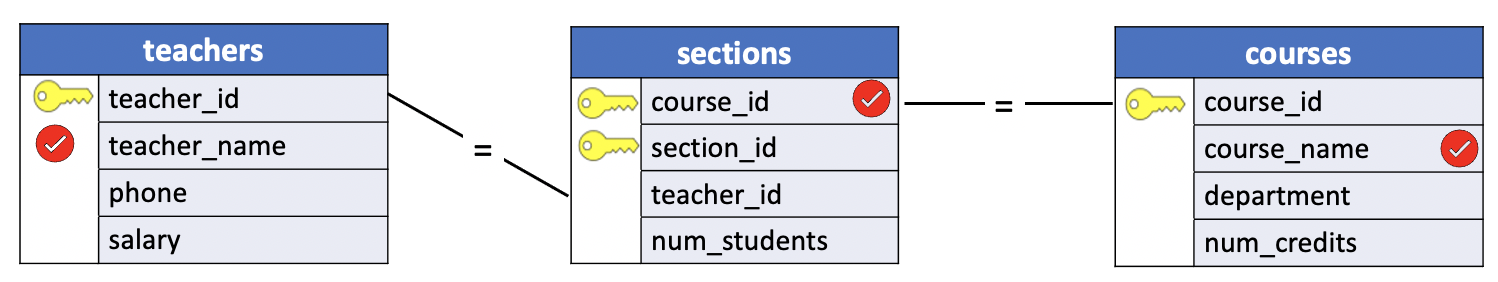 teachers
teacher_id
teacher_name
phone
salary
=
sections
course_id
section_id
teacher_id
num_students
=
courses
course_id
course_name
department
num_credits